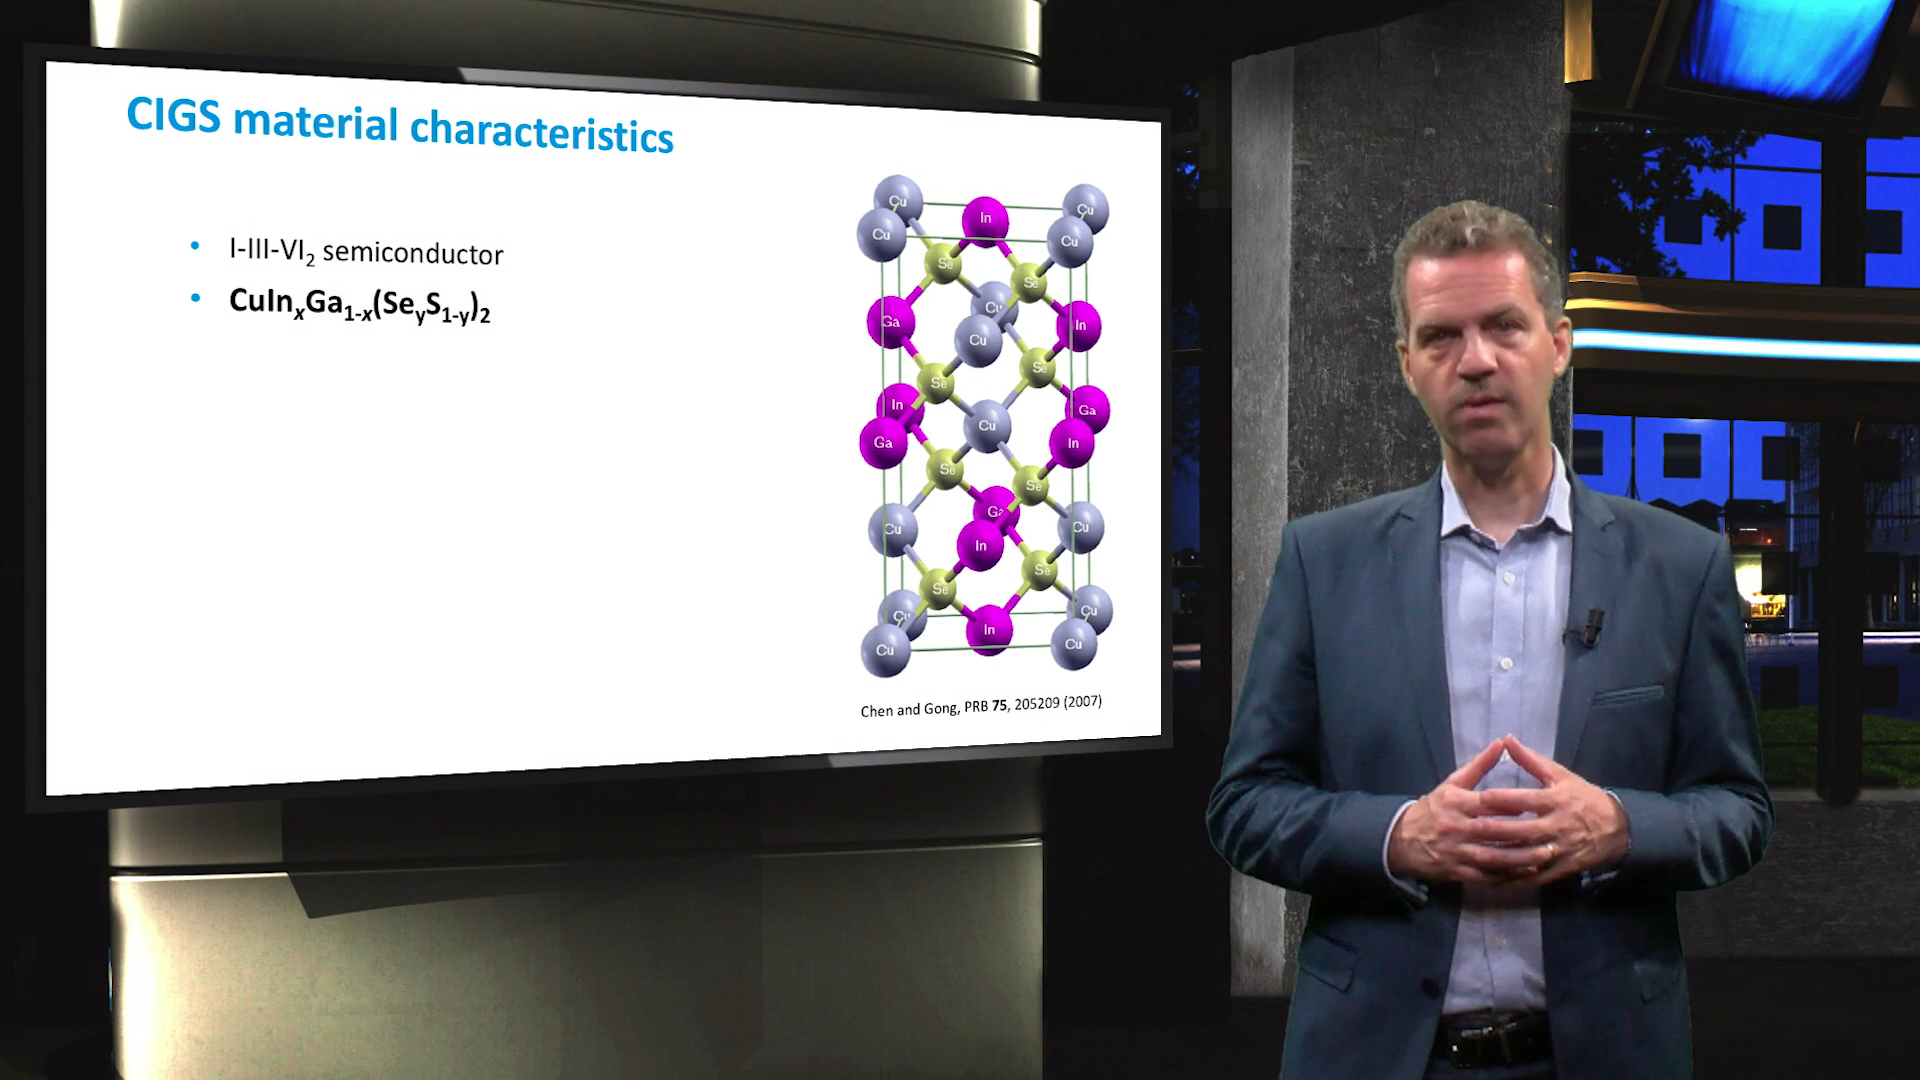 CIGS material characteristics
• I-III-VI₂ semiconductor
• CuInₓGa₁₋ₓ(SeᵧS₁₋ᵧ)₂
Cu In Cu
Cu Cu
Se Se
Cu
Ga In
Cu
Se Se
In Ga
Cu
Ga In
Se Se
Ga
Cu Cu
In
Se Se
Cu Cu
In
Cu Cu
Chen and Gong, PRB 75, 205209 (2007)